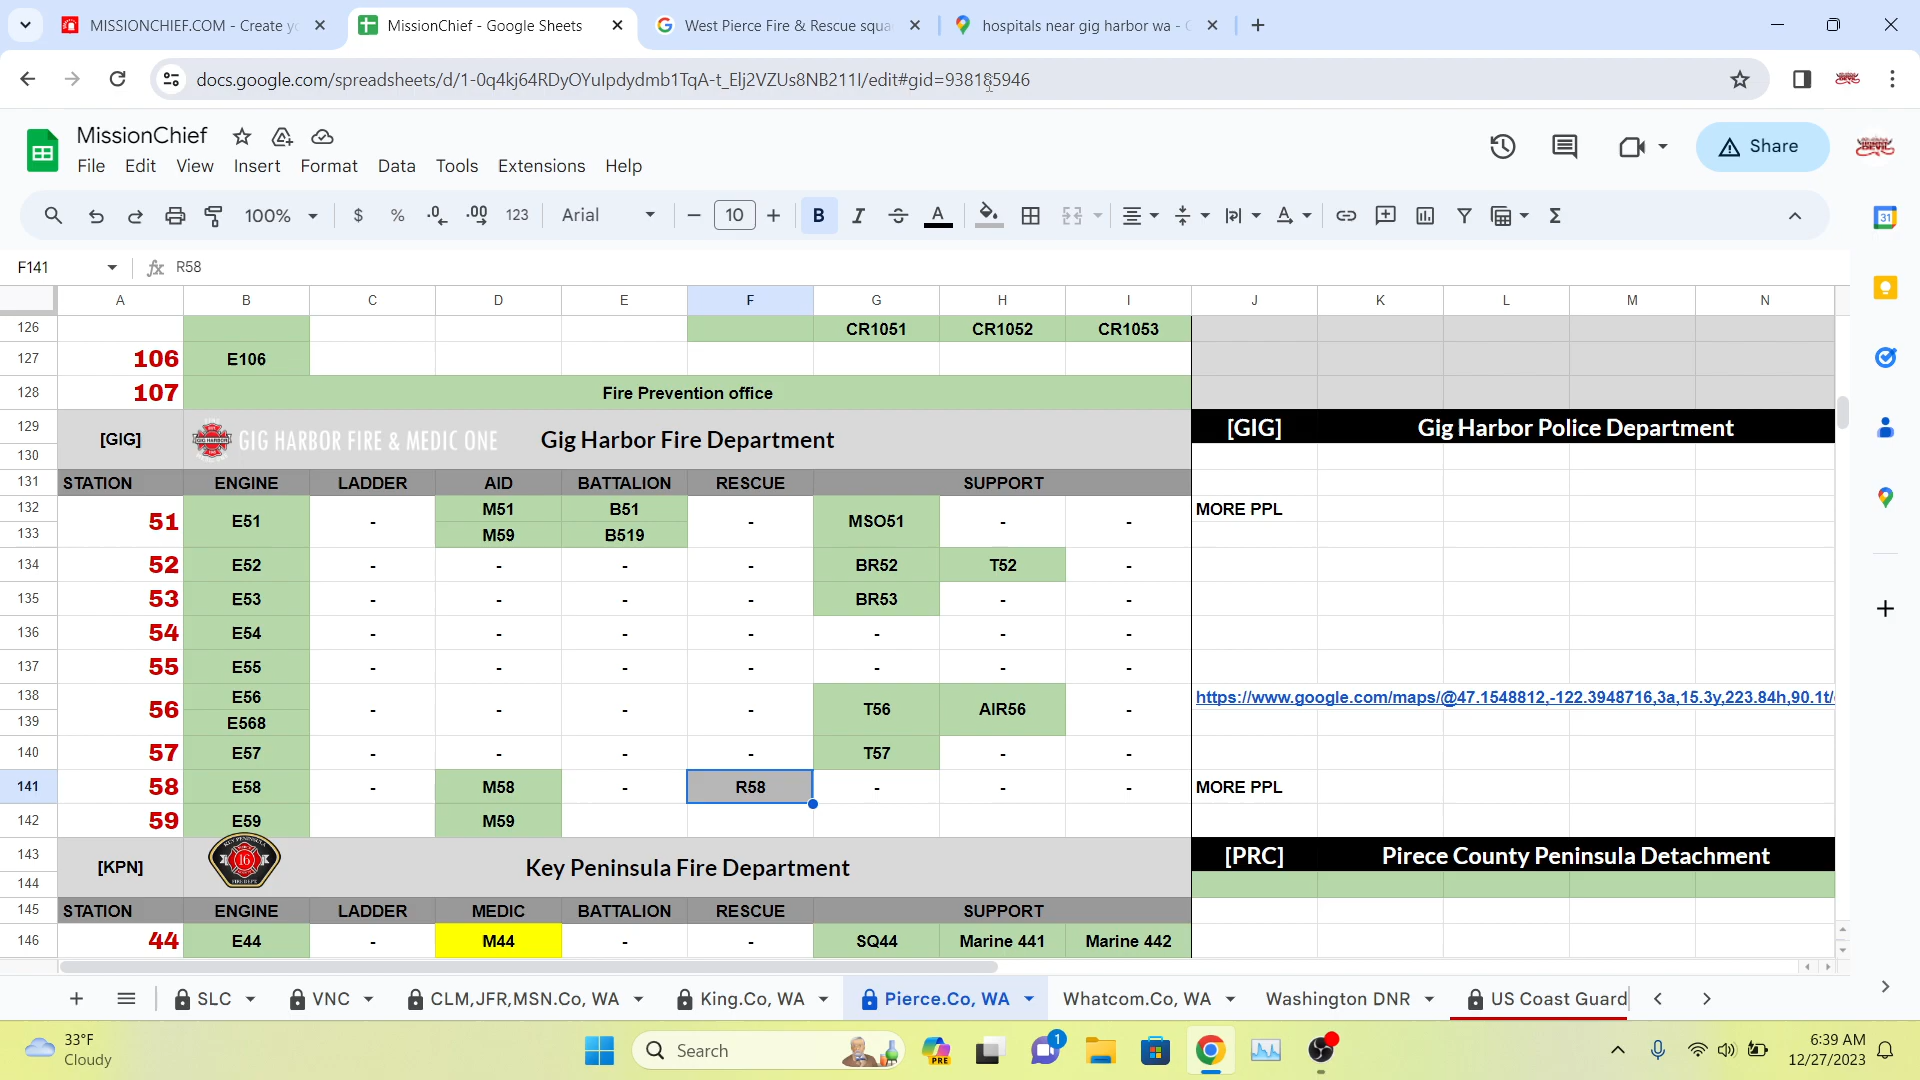 MISSIONCHIEF.COM - Create yo
MissionChief - Google Sheets
West Pierce Fire & Rescue squa
hospitals near gig harbor wa - G
docs.google.com/spreadsheets/d/1-0q4kj64RDyOYulpdydmb1TqA-t_Elj2VZUs8NB211I/edit#gid=938185946
MissionChief
File Edit View Insert Format Data Tools Extensions Help
Share
100% $ % .0 .00 123 Arial 10 B I S A
31
F141 fx R58
A B C D E F G H I J K L M N
126 CR1051 CR1052 CR1053
127 106 E106
128 107 Fire Prevention office
129 [GIG] GIG HARBOR FIRE & MEDIC ONE Gig Harbor Fire Department [GIG] Gig Harbor Police Department
130
131 STATION ENGINE LADDER AID BATTALION RESCUE SUPPORT
132 51 E51 - M51 B51 - MSO51 - - MORE PPL
133 M59 B519
134 52 E52 - - - - BR52 T52 -
135 53 E53 - - - - BR53 - -
136 54 E54 - - - - - - -
137 55 E55 - - - - - - -
138 56 E56 - - - - T56 AIR56 - https://www.google.com/maps/@47.1548812,-122.3948716,3a,15.3y,223.84h,90.1t/
139 E568
140 57 E57 - - - - T57 - -
141 58 E58 - M58 - R58 - - - MORE PPL
142 59 E59 M59
143 [KPN] 16 Key Peninsula Fire Department [PRC] Pirece County Peninsula Detachment
144
145 STATION ENGINE LADDER MEDIC BATTALION RESCUE SUPPORT
146 44 E44 - M44 - - SQ44 Marine 441 Marine 442
SLC VNC CLM,JFR,MSN.Co, WA King.Co, WA Pierce.Co, WA Whatcom.Co, WA Washington DNR US Coast Guard
33°F
Cloudy
Search
PRE
1
6:39 AM
12/27/2023